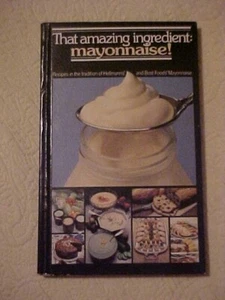 That amazing ingredient:
mayonnaise!
Recipes in the tradition of Hellmann's and Best Foods Mayonnaise